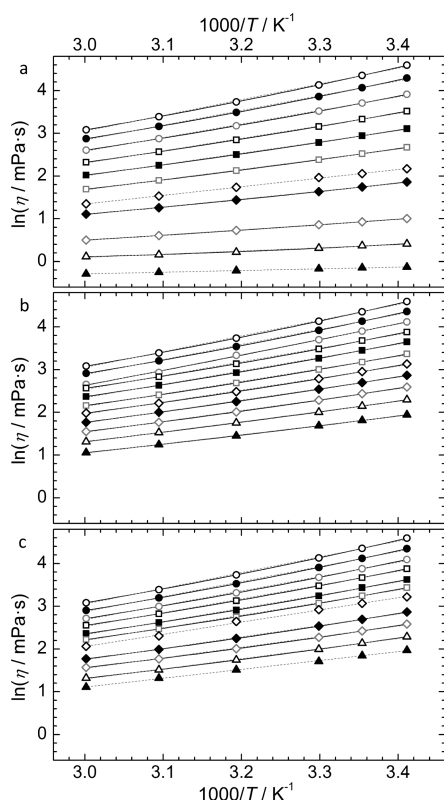 1000/T / K⁻¹
3.0 3.1 3.2 3.3 3.4
a
4
3
2
1
0
ln(η / mPa·s)
b
4
3
2
1
0
ln(η / mPa·s)
c
4
3
2
1
0
ln(η / mPa·s)
3.0 3.1 3.2 3.3 3.4
1000/T / K⁻¹